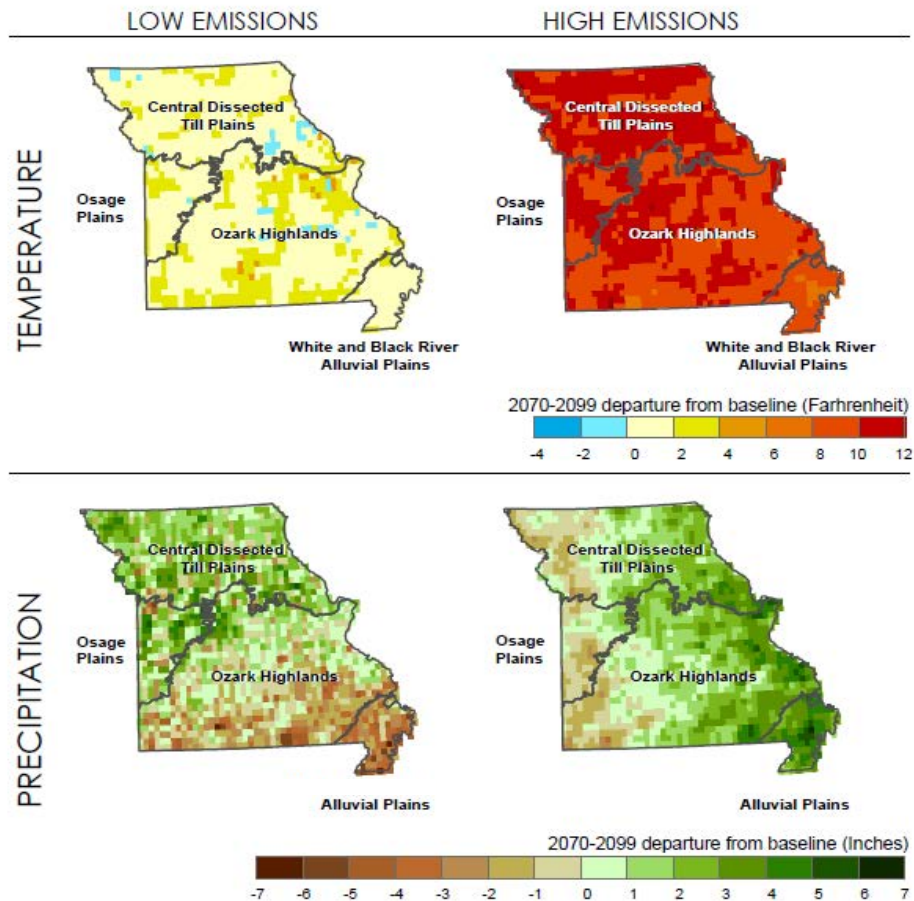 LOW EMISSIONS
HIGH EMISSIONS
TEMPERATURE
Central Dissected
Till Plains
Osage
Plains
Ozark Highlands
White and Black River
Alluvial Plains
Central Dissected
Till Plains
Osage
Plains
Ozark Highlands
White and Black River
Alluvial Plains
2070-2099 departure from baseline (Farhrenheit)
-4 -2 0 2 4 6 8 10 12
PRECIPITATION
Central Dissected
Till Plains
Osage
Plains
Ozark Highlands
Alluvial Plains
Central Dissected
Till Plains
Osage
Plains
Ozark Highlands
Alluvial Plains
2070-2099 departure from baseline (Inches)
-7 -6 -5 -4 -3 -2 -1 0 1 2 3 4 5 6 7